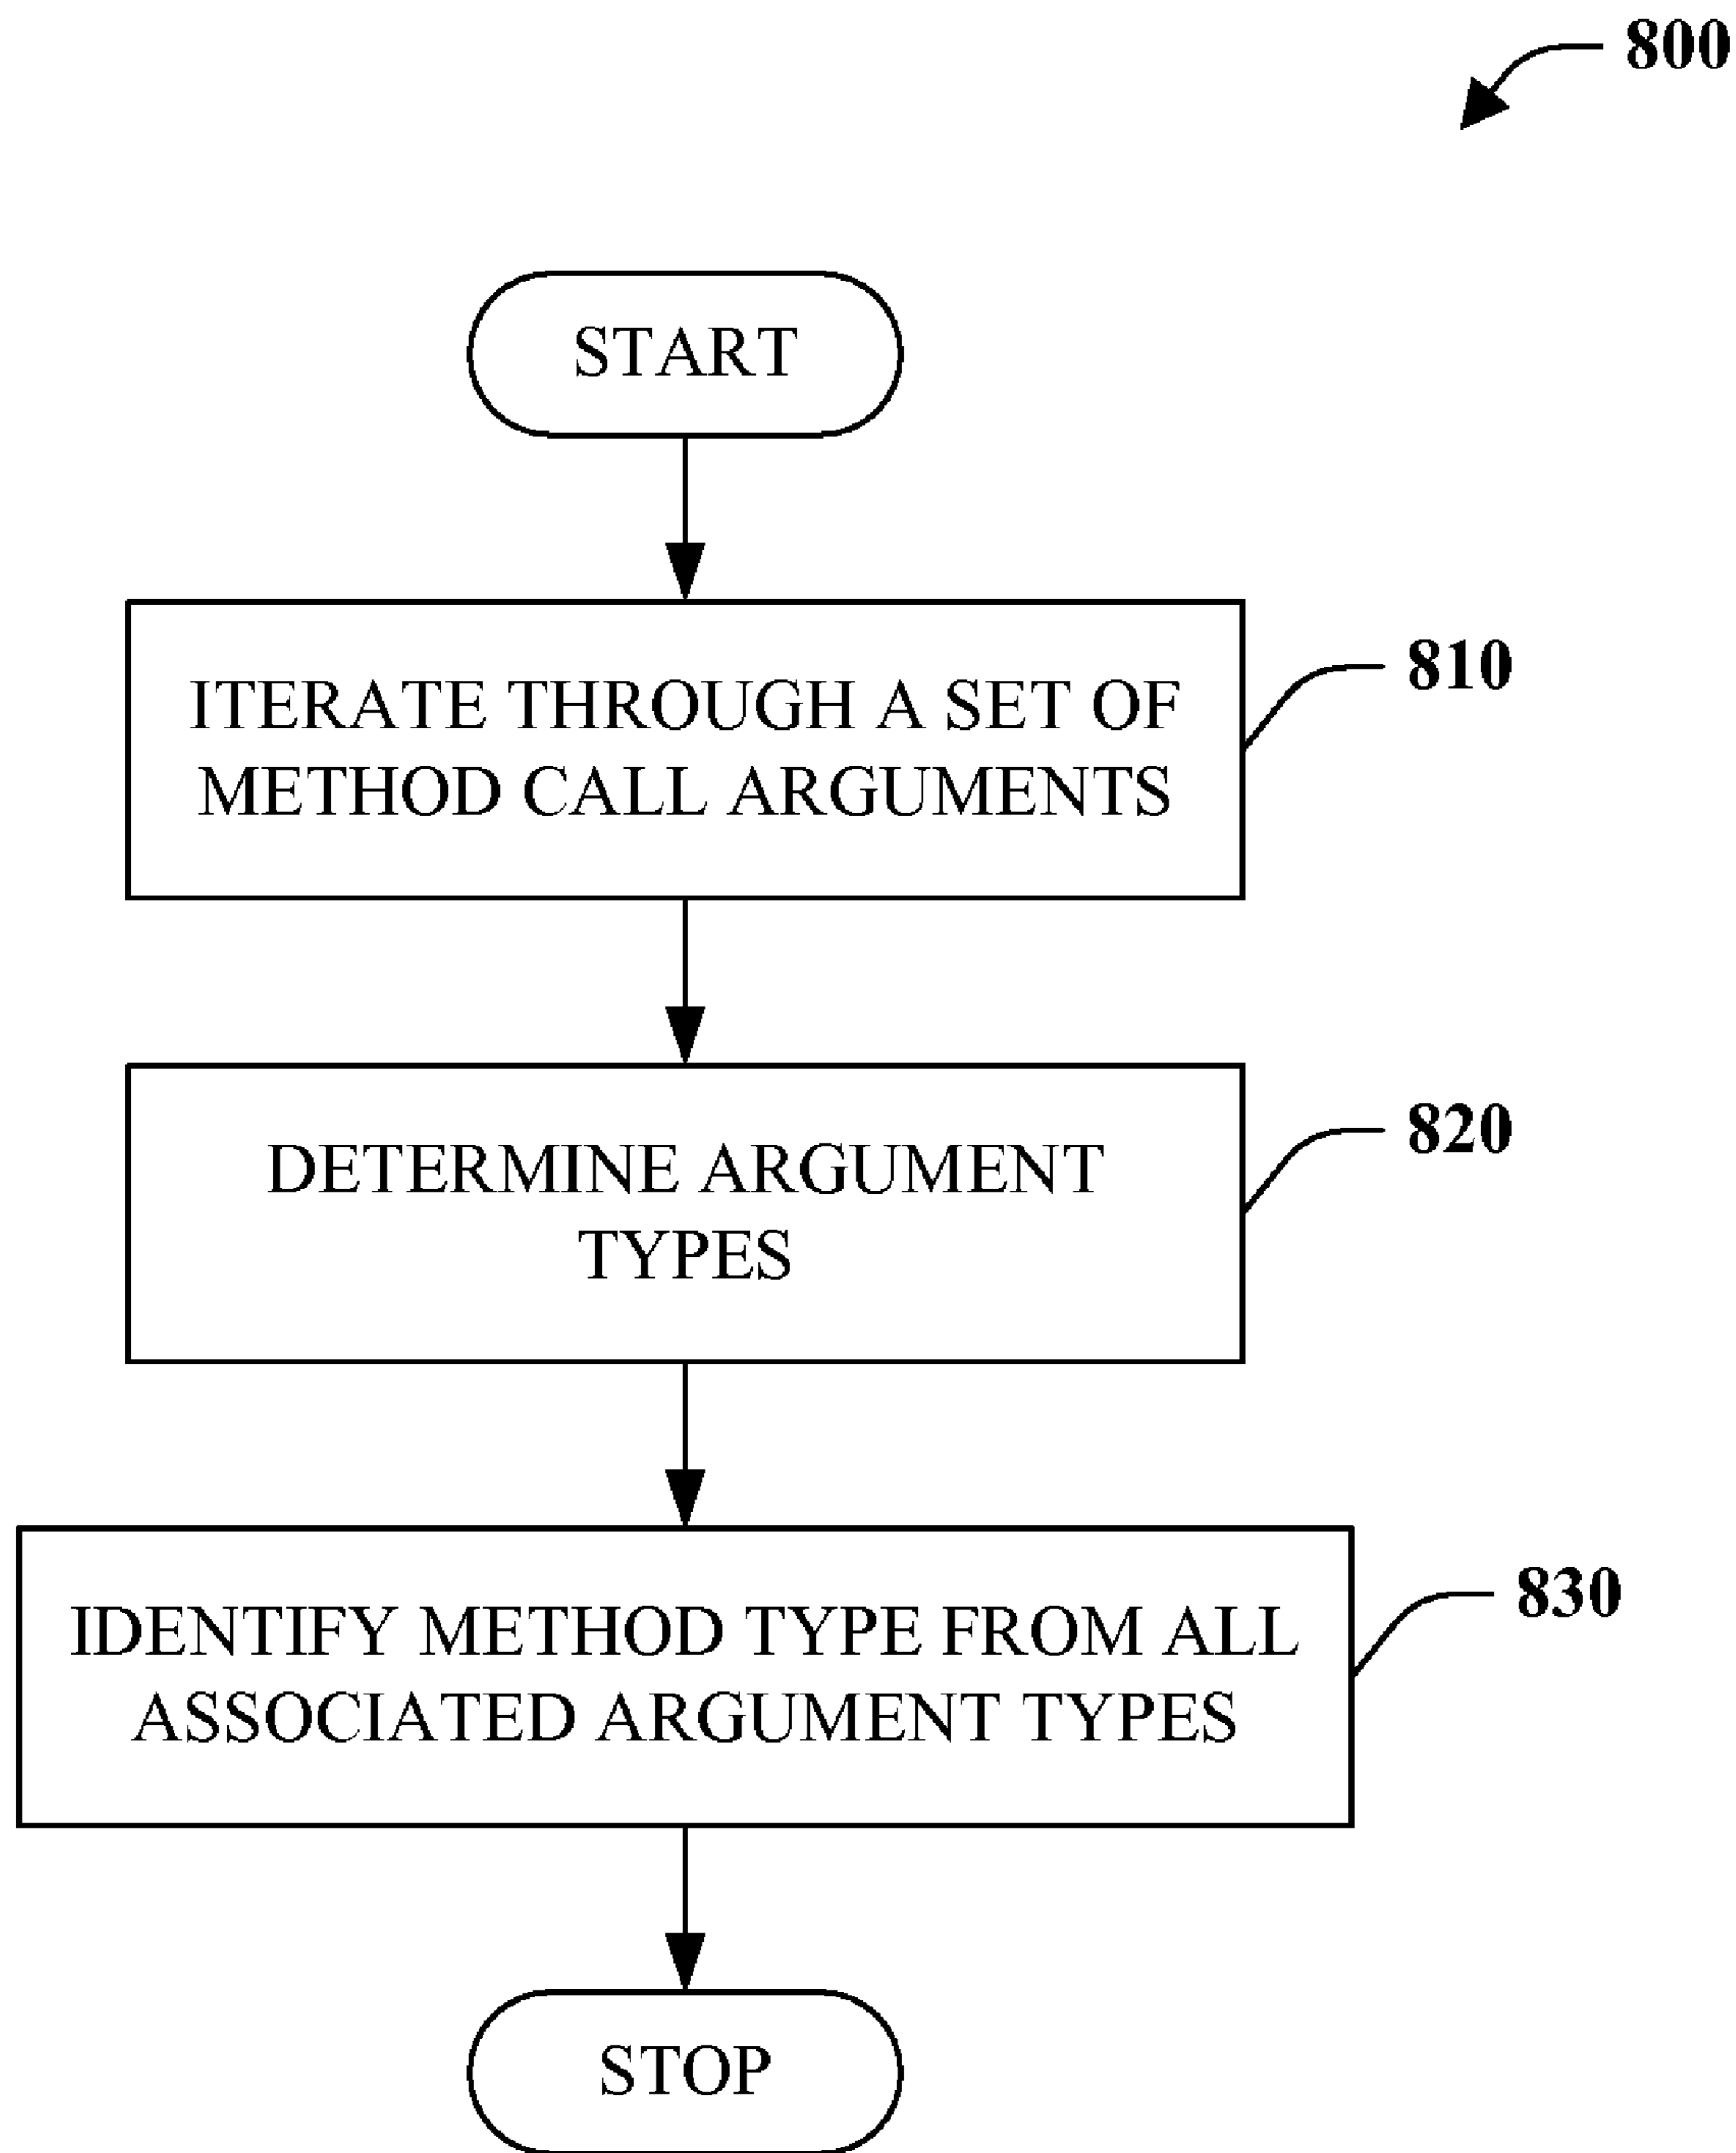 800
START
ITERATE THROUGH A SET OF
METHOD CALL ARGUMENTS
810
DETERMINE ARGUMENT
TYPES
820
IDENTIFY METHOD TYPE FROM ALL
ASSOCIATED ARGUMENT TYPES
830
STOP